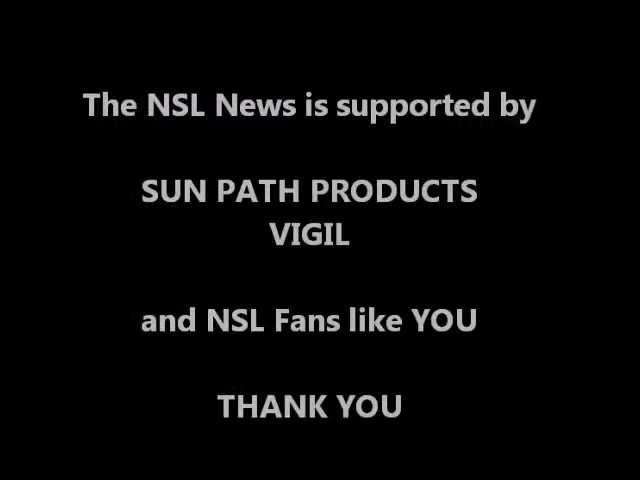 The NSL News is supported by
SUN PATH PRODUCTS
VIGIL
and NSL Fans like YOU
THANK YOU